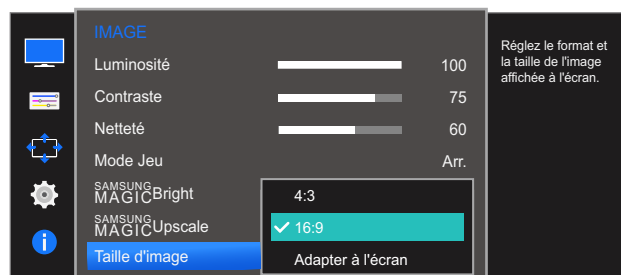 IMAGE
Luminosité 100
Contraste 75
Netteté 60
Mode Jeu Arr.
SAMSUNG
MAGICBright
SAMSUNG
MAGICUpscale
Taille d'image
4:3
16:9
Adapter à l'écran
Réglez le format et
la taille de l'image
affichée à l'écran.